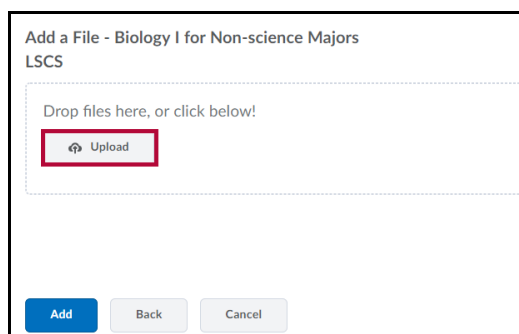 Add a File - Biology I for Non-science Majors
LSCS
Drop files here, or click below!
Upload
Add Back Cancel